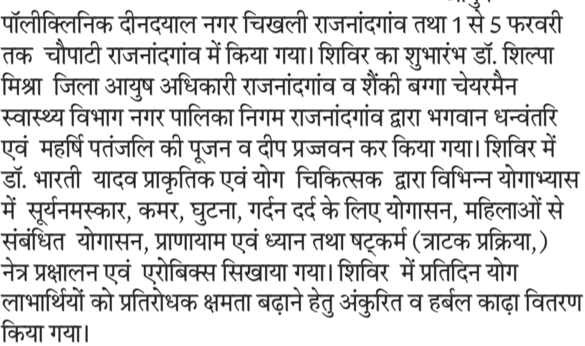 पॉलीक्लिनिक दीनदयाल नगर चिखली राजनांदगांव तथा 1 से 5 फरवरी
तक चौपाटी राजनांदगांव में किया गया। शिविर का शुभारंभ डॉ. शिल्पा
मिश्रा जिला आयुष अधिकारी राजनांदगांव व शैंकी बग्गा चेयरमैन
स्वास्थ्य विभाग नगर पालिका निगम राजनांदगांव द्वारा भगवान धन्वंतरि
एवं महर्षि पतंजलि की पूजन व दीप प्रज्जवन कर किया गया। शिविर में
डॉ. भारती यादव प्राकृतिक एवं योग चिकित्सक द्वारा विभिन्न योगाभ्यास
में सूर्यनमस्कार, कमर, घुटना, गर्दन दर्द के लिए योगासन, महिलाओं से
संबंधित योगासन, प्राणायाम एवं ध्यान तथा षट्कर्म (त्राटक प्रक्रिया,)
नेत्र प्रक्षालन एवं एरोबिक्स सिखाया गया। शिविर में प्रतिदिन योग
लाभार्थियों को प्रतिरोधक क्षमता बढ़ाने हेतु अंकुरित व हर्बल काढ़ा वितरण
किया गया।